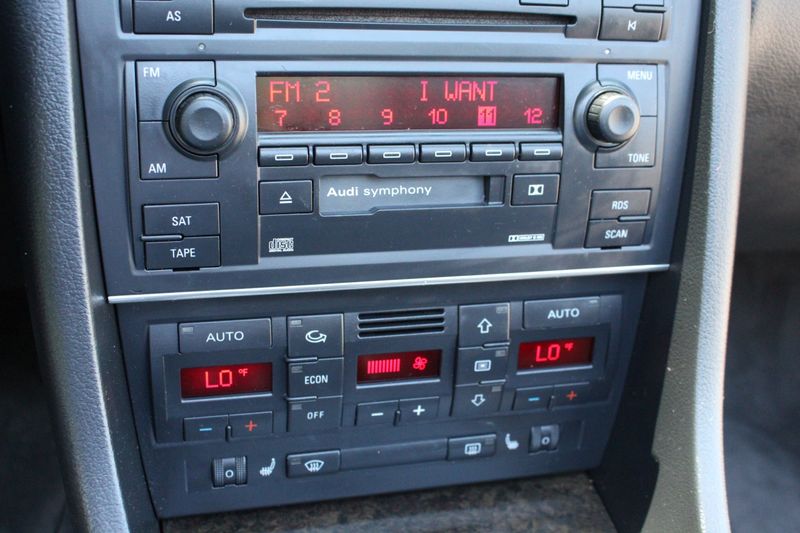 AS
FM
FM 2 I WANT
MENU
7 8 9 10 11 12
AM
TONE
Audi symphony
SAT
RDS
TAPE
SCAN
AUTO
AUTO
LO °F
ECON
LO °F
OFF